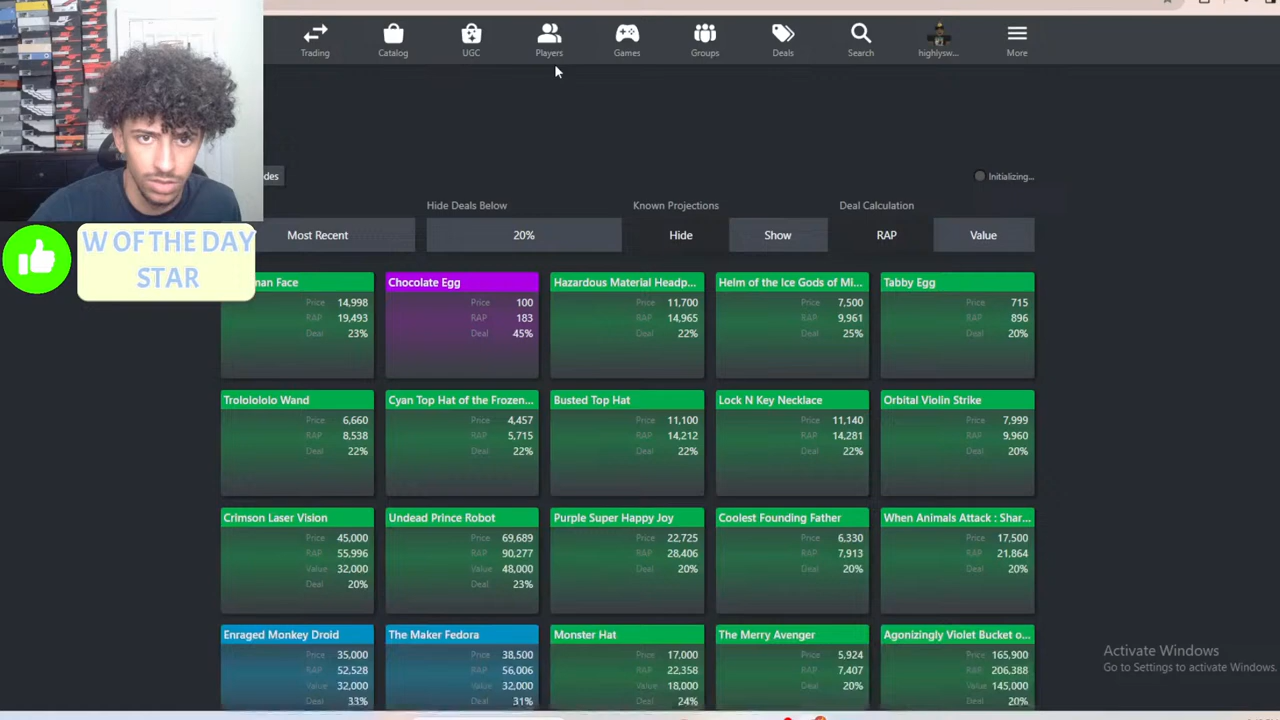 Trading
Catalog
UGC
Players
Games
Groups
Deals
Search
highlysw...
More
des
Initializing...
Hide Deals Below
Known Projections
Deal Calculation
Most Recent
20%
Hide
Show
RAP
Value
W OF THE DAY
STAR
man Face
Price 14,998
RAP 19,493
Deal 23%
Chocolate Egg
Price 100
RAP 183
Deal 45%
Hazardous Material Headp...
Price 11,700
RAP 14,965
Deal 22%
Helm of the Ice Gods of Mi...
Price 7,500
RAP 9,961
Deal 25%
Tabby Egg
Price 715
RAP 896
Deal 20%
Trololololo Wand
Price 6,660
RAP 8,538
Deal 22%
Cyan Top Hat of the Frozen...
Price 4,457
RAP 5,715
Deal 22%
Busted Top Hat
Price 11,100
RAP 14,212
Deal 22%
Lock N Key Necklace
Price 11,140
RAP 14,281
Deal 22%
Orbital Violin Strike
Price 7,999
RAP 9,960
Deal 20%
Crimson Laser Vision
Price 45,000
RAP 55,996
Value 32,000
Deal 20%
Undead Prince Robot
Price 69,689
RAP 90,277
Value 48,000
Deal 23%
Purple Super Happy Joy
Price 22,725
RAP 28,406
Deal 20%
Coolest Founding Father
Price 6,330
RAP 7,913
Deal 20%
When Animals Attack : Shar...
Price 17,500
RAP 21,864
Deal 20%
Enraged Monkey Droid
Price 35,000
RAP 52,528
Value 32,000
Deal 33%
The Maker Fedora
Price 38,500
RAP 56,006
Value 32,000
Deal 31%
Monster Hat
Price 17,000
RAP 22,358
Value 18,000
Deal 24%
The Merry Avenger
Price 5,924
RAP 7,407
Deal 20%
Agonizingly Violet Bucket o...
Price 165,900
RAP 206,388
Value 145,000
Deal 20%
Activate Windows
Go to Settings to activate Windows.